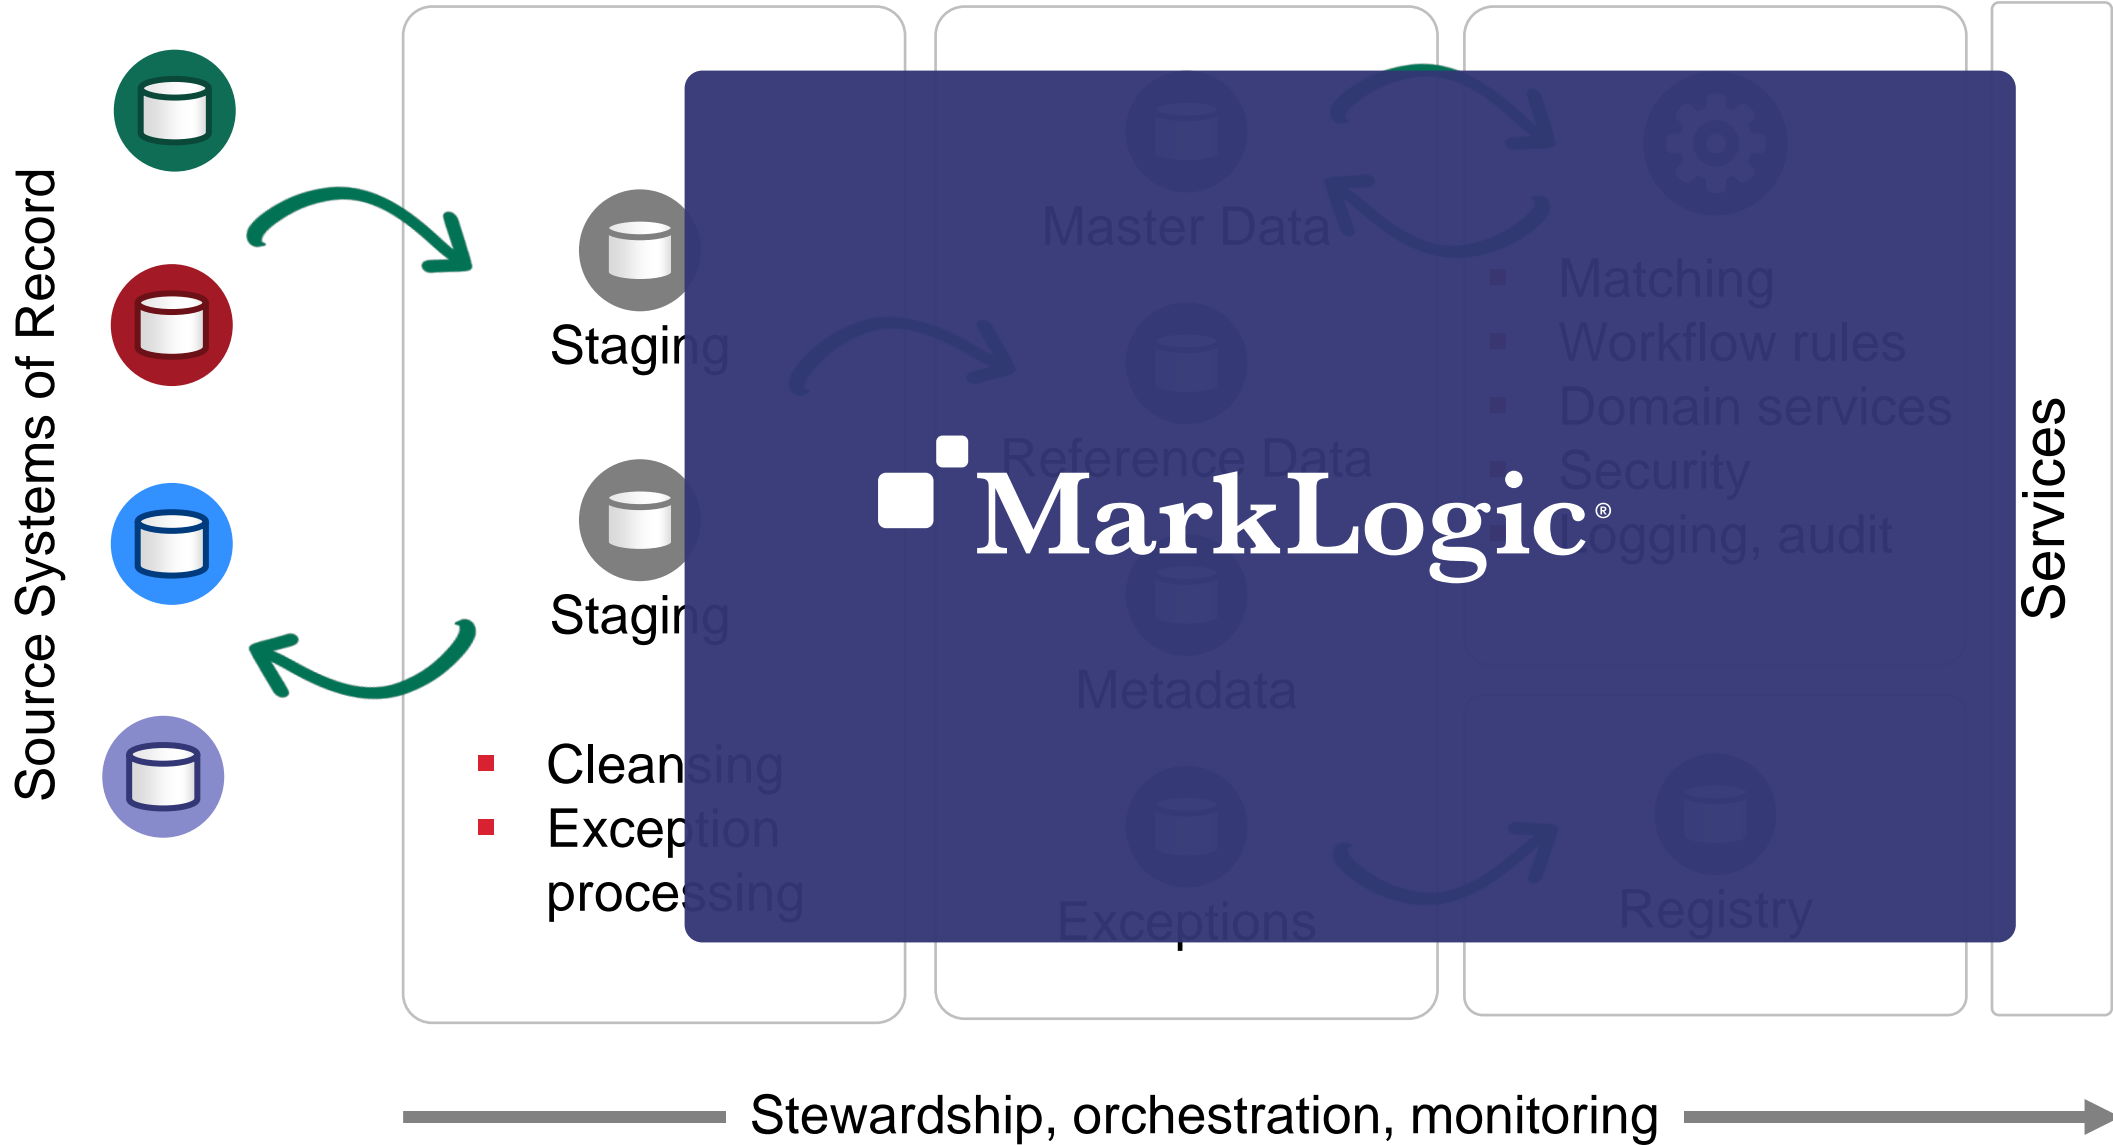 Source Systems of Record
Staging
Staging
Cleansing
Exception
processing
Master Data
Reference Data
Metadata
Exceptions
Matching
Workflow rules
Domain services
Security
Logging, audit
Registry
MarkLogic®
Services
Stewardship, orchestration, monitoring